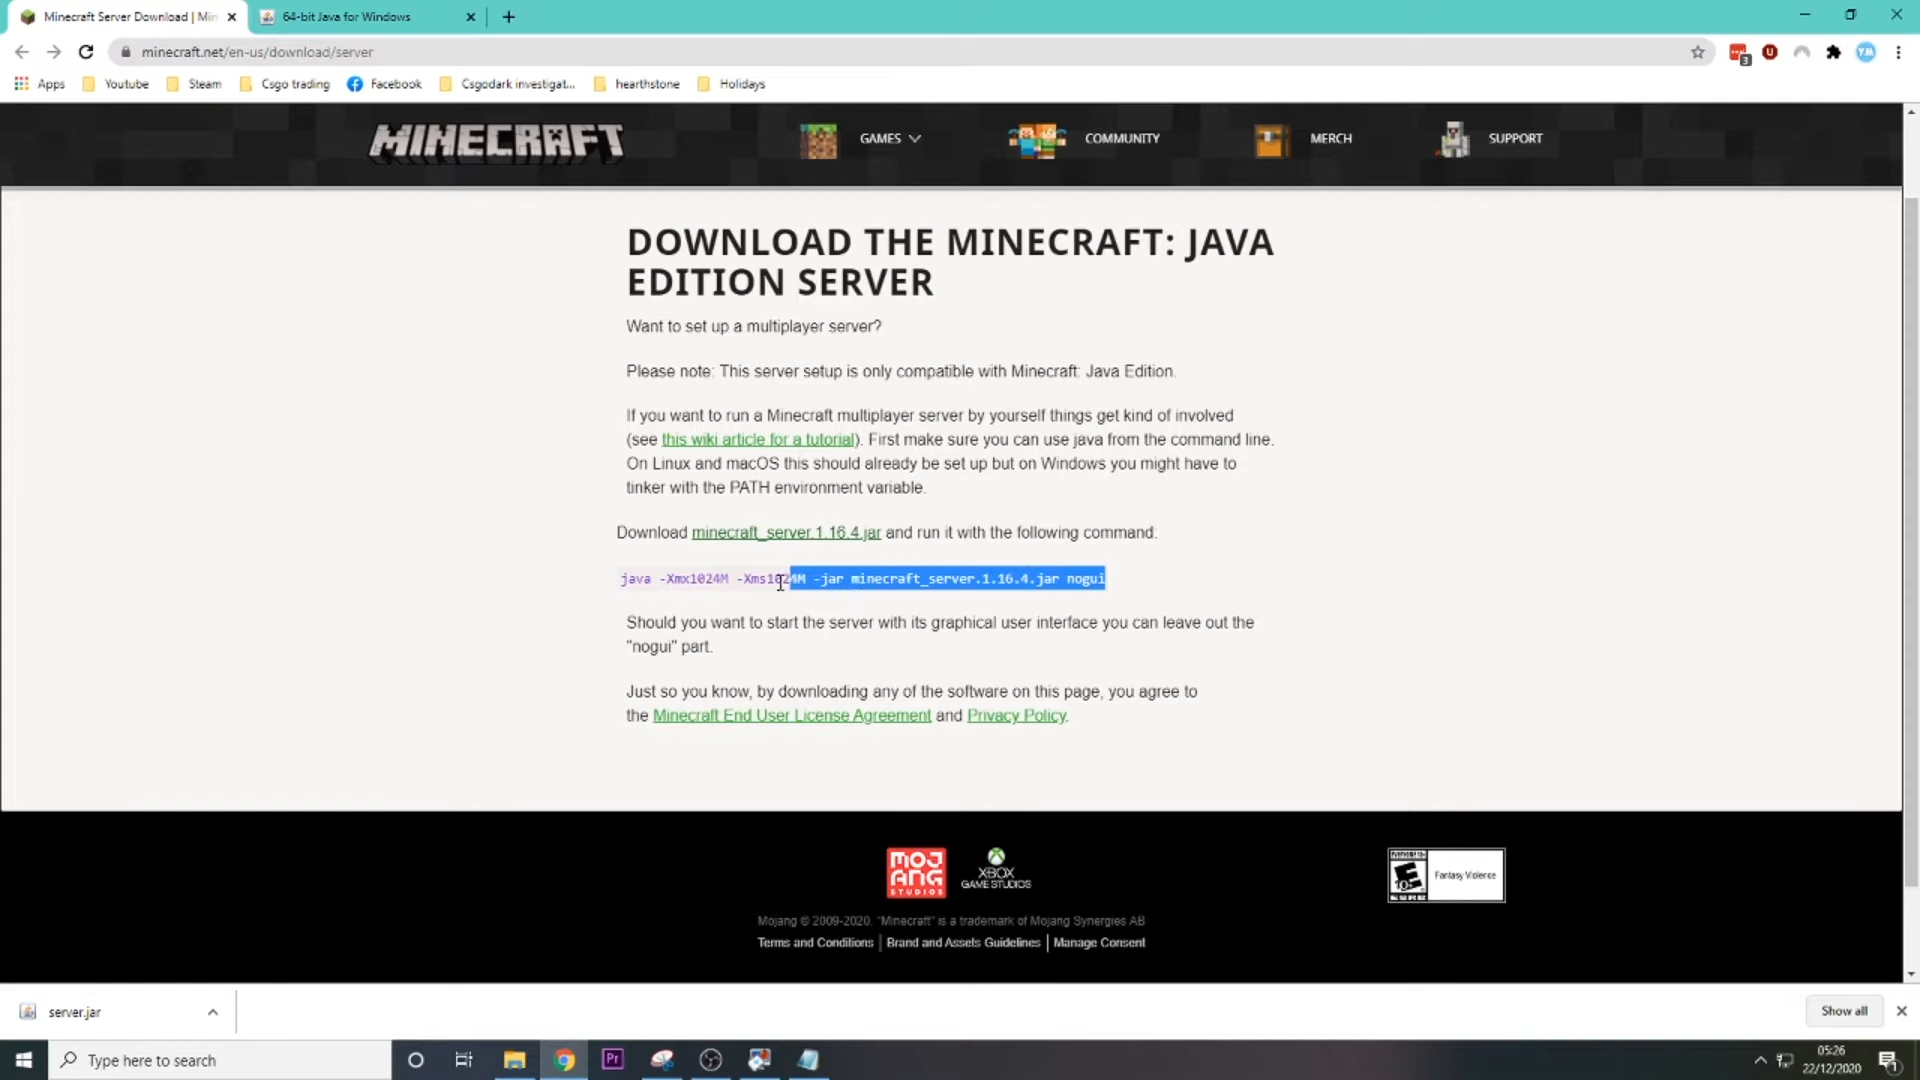 Minecraft Server Download | Min
64-bit Java for Windows
minecraft.net/en-us/download/server
3
YM
Apps
Youtube
Steam
Csgo trading
Facebook
Csgodark investigat...
hearthstone
Holidays
MINECRAFT
GAMES
COMMUNITY
MERCH
SUPPORT
DOWNLOAD THE MINECRAFT: JAVA
EDITION SERVER
Want to set up a multiplayer server?
Please note: This server setup is only compatible with Minecraft: Java Edition.
If you want to run a Minecraft multiplayer server by yourself things get kind of involved
(see this wiki article for a tutorial). First make sure you can use java from the command line.
On Linux and macOS this should already be set up but on Windows you might have to
tinker with the PATH environment variable.
Download minecraft_server.1.16.4.jar and run it with the following command:
java -Xmx1024M -Xms1024M -jar minecraft_server.1.16.4.jar nogui
Should you want to start the server with its graphical user interface you can leave out the
"nogui" part.
Just so you know, by downloading any of the software on this page, you agree to
the Minecraft End User License Agreement and Privacy Policy.
MOJ
ANG
STUDIOS
XBOX
GAME STUDIOS
EVERYONE 10+
E
10+
ESRB
Fantasy Violence
Mojang © 2009-2020. "Minecraft" is a trademark of Mojang Synergies AB
Terms and Conditions | Brand and Assets Guidelines | Manage Consent
server.jar
Show all
Type here to search
Pr
05:26
22/12/2020
1